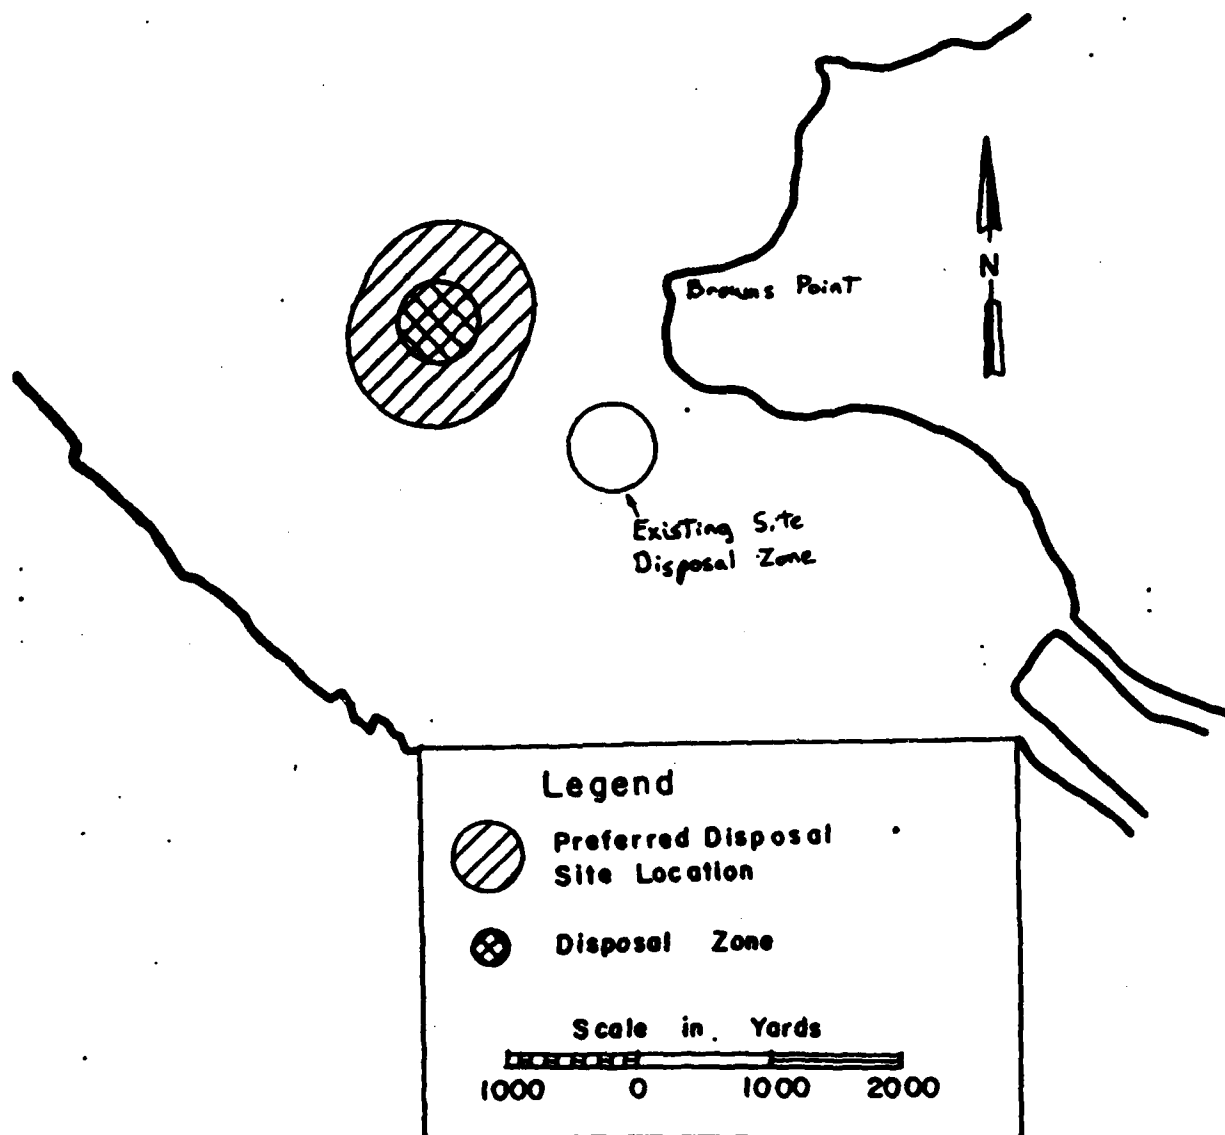 N
Browns Point
Existing Site
Disposal Zone
Legend
Preferred Disposal
Site Location
Disposal Zone
Scale in Yards
1000 0 1000 2000